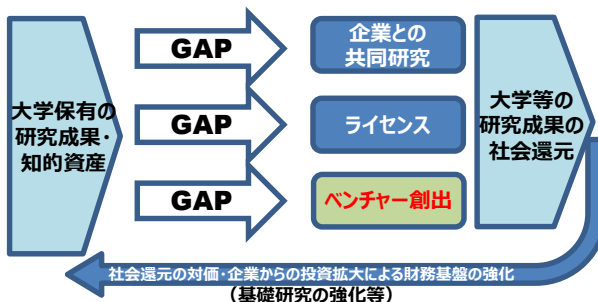 大学保有の
研究成果・
知的資産
GAP
企業との
共同研究
GAP
ライセンス
GAP
ベンチャー創出
大学等の
研究成果の
社会還元
社会還元の対価・企業からの投資拡大による財務基盤の強化
(基礎研究の強化等)